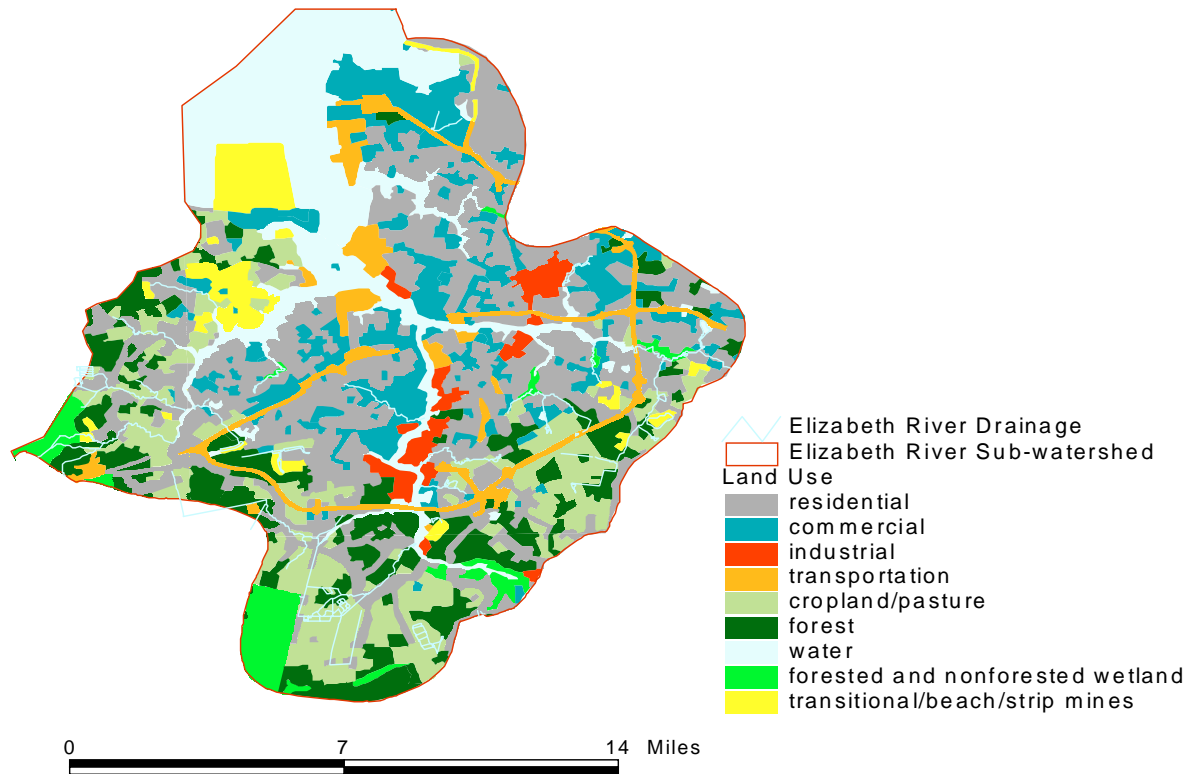 Elizabeth River Drainage
Elizabeth River Sub-watershed
Land Use
residential
commercial
industrial
transportation
cropland/pasture
forest
water
forested and nonforested wetland
transitional/beach/strip mines
0 7 14 Miles